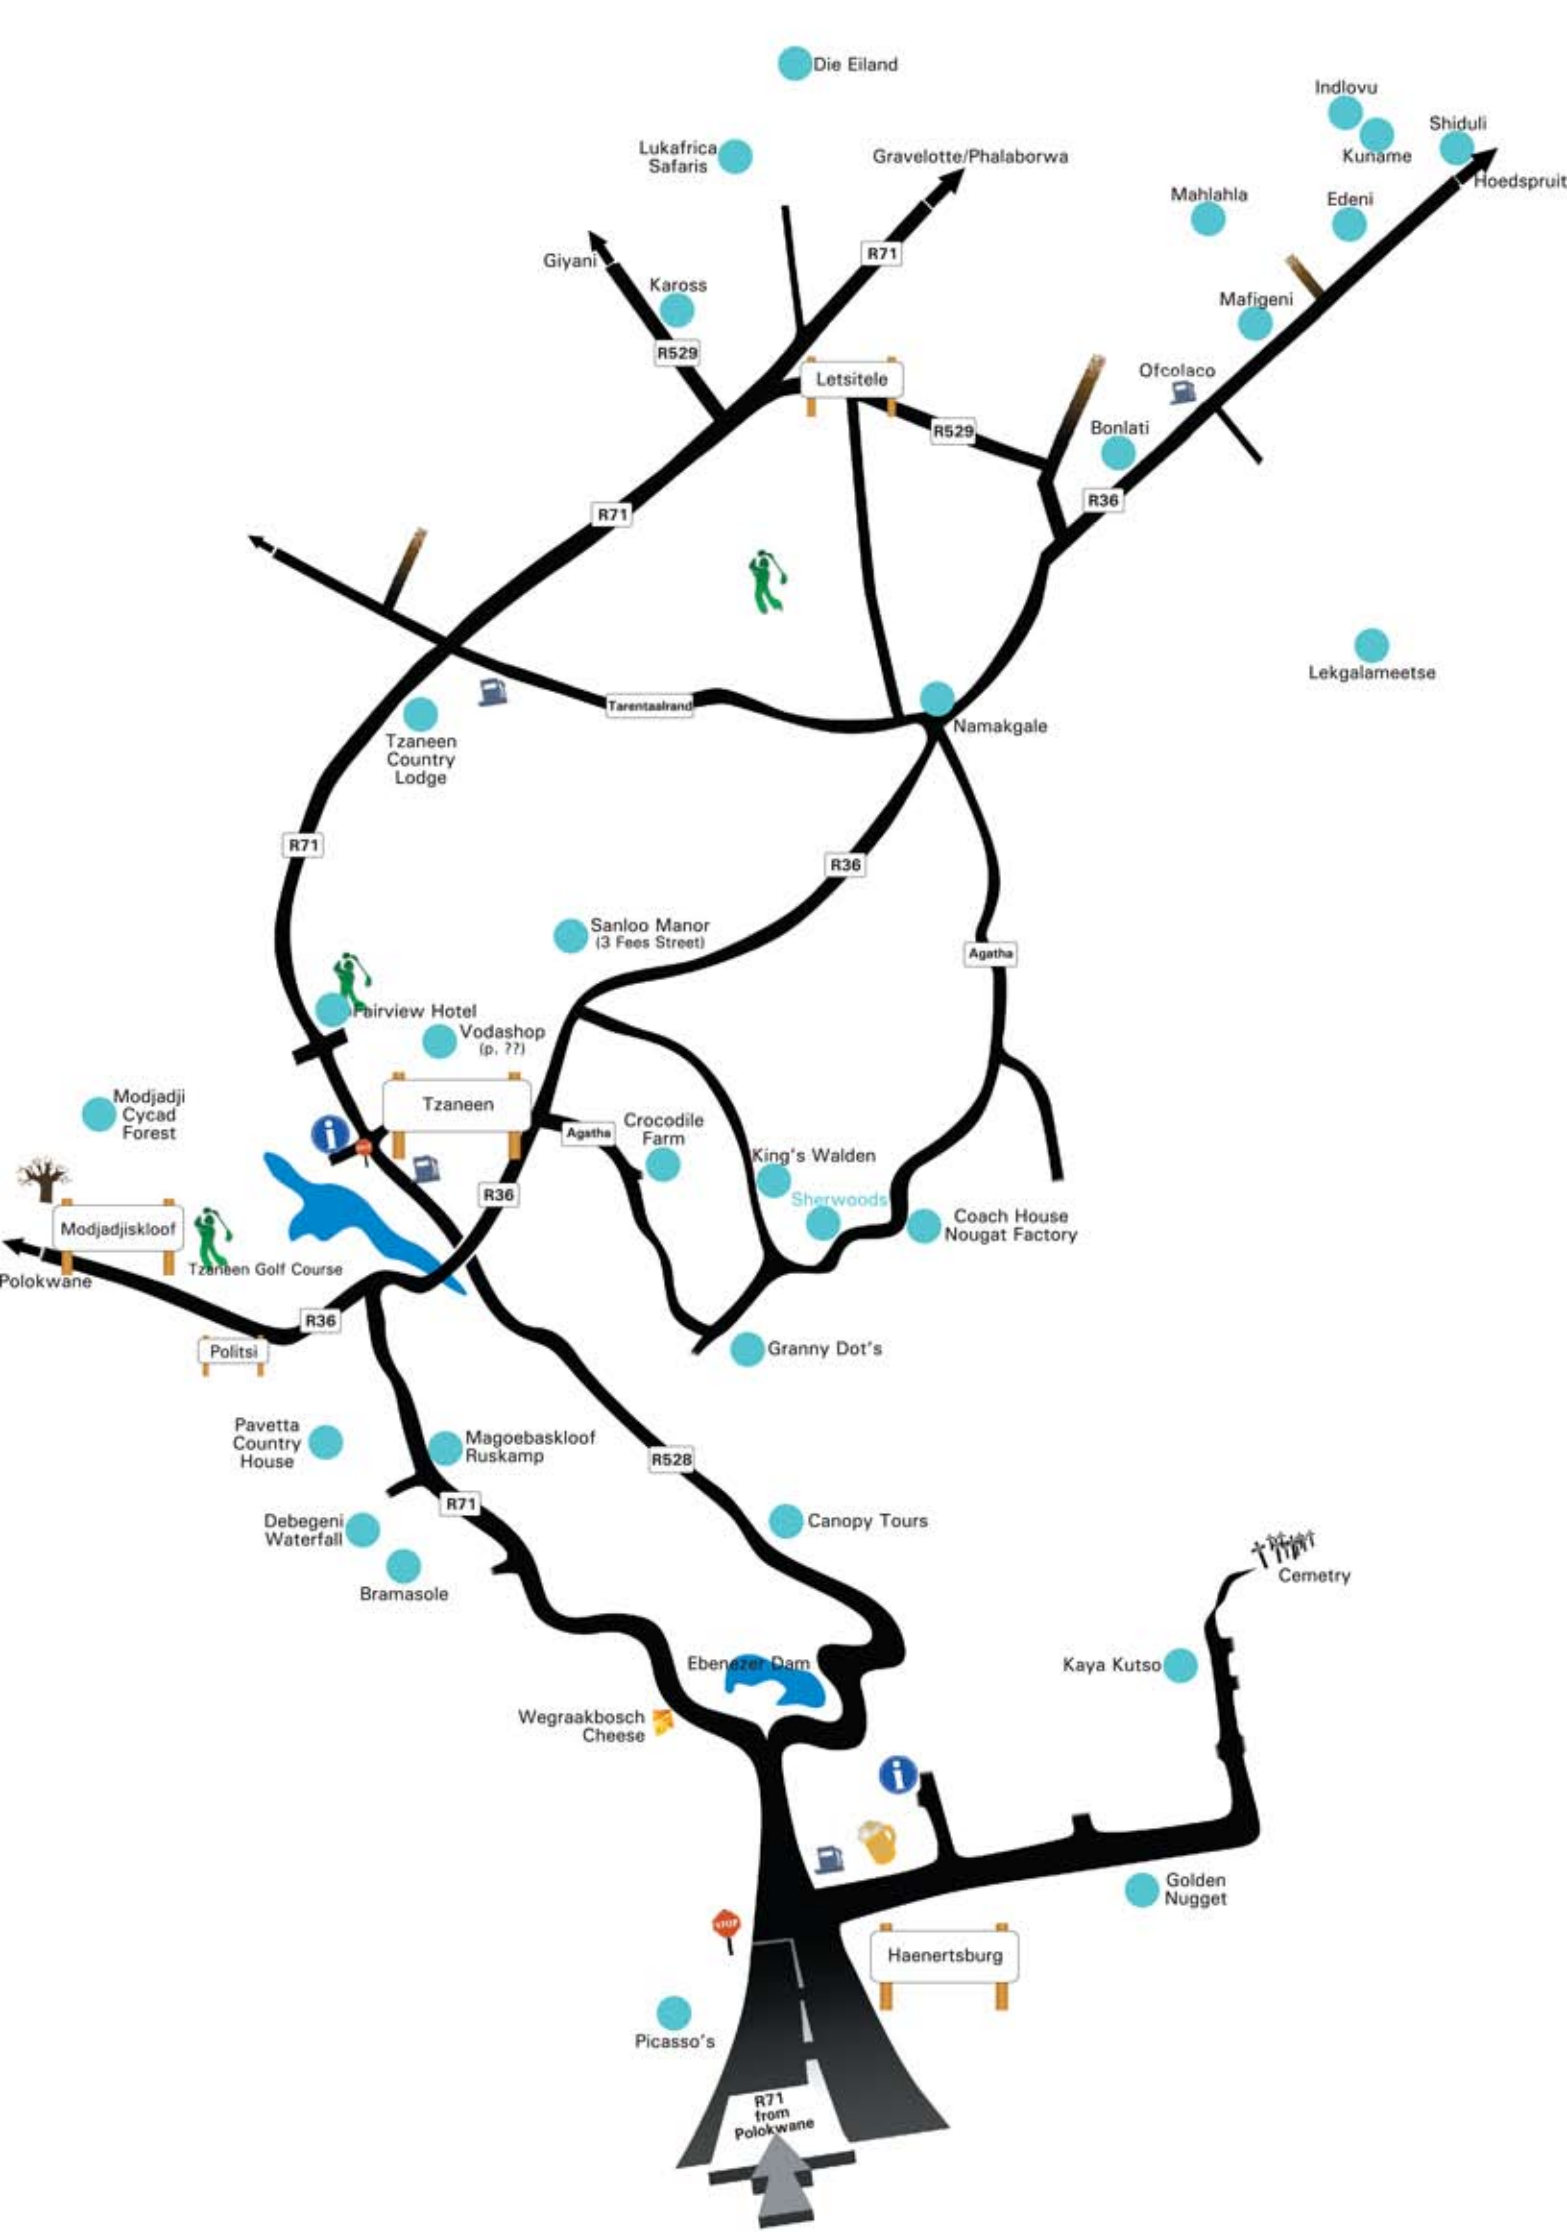 Die Eiland
Indlovu
Shiduli
Kuname
Lukafrica
Safaris
Gravelotte/Phalaborwa
Hoedspruit
Mahlahla
Edeni
R71
Giyani
Kaross
Mafigeni
R529
Ofcolaco
Letsitele
R529
Bonlati
R36
R71
Lekgalameetse
Tarentaalrand
Namakgale
Tzaneen
Country
Lodge
R71
R36
Sanloo Manor
(3 Fees Street)
Agatha
Fairview Hotel
Vodashop
(p. ??)
Modjadji
Cycad
Forest
Tzaneen
i
Agatha
Crocodile
Farm
King's Walden
R36
Sherwoods
Modjadjiskloof
Coach House
Nougat Factory
Tzaneen Golf Course
Polokwane
R36
Politsi
Granny Dot's
Pavetta
Country
House
Magoebaskloof
Ruskamp
R528
R71
Debegeni
Waterfall
Canopy Tours
Bramasole
Cemetry
Ebenezer Dam
Kaya Kutso
Wegraakbosch
Cheese
i
Golden
Nugget
STOP
Haenertsburg
Picasso's
R71
from
Polokwane